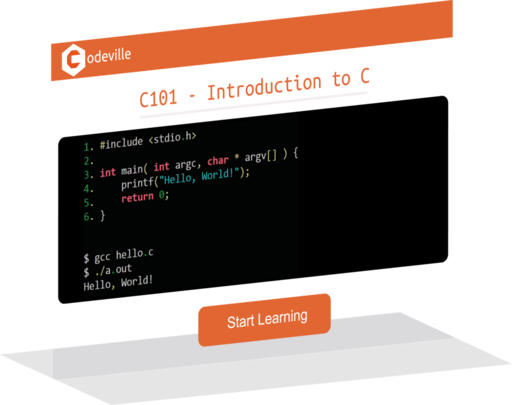 Codeville
C101 - Introduction to C
1. #include <stdio.h>
2.
3. int main( int argc, char * argv[] ) {
4.     printf("Hello, World!");
5.     return 0;
6. }
$ gcc hello.c
$ ./a.out
Hello, World!
Start Learning